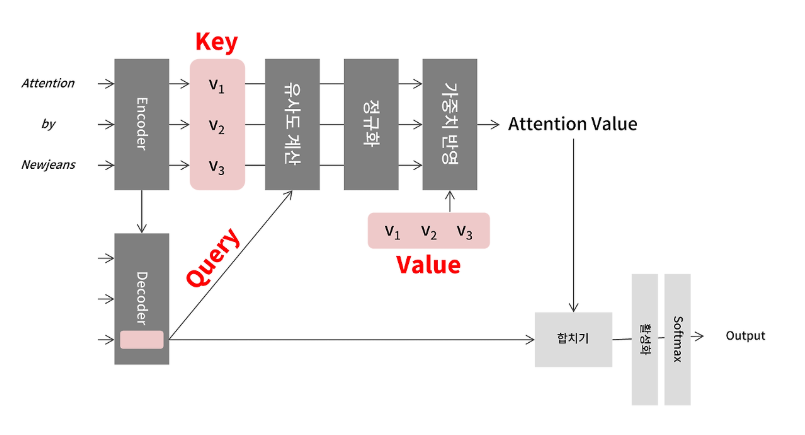 Key
Attention
by
Newjeans
Encoder
v1
v2
v3
유사도 계산
정규화
가중치 반영
Attention Value
v1 v2 v3
Value
Query
Decoder
합치기
활성화
Softmax
Output